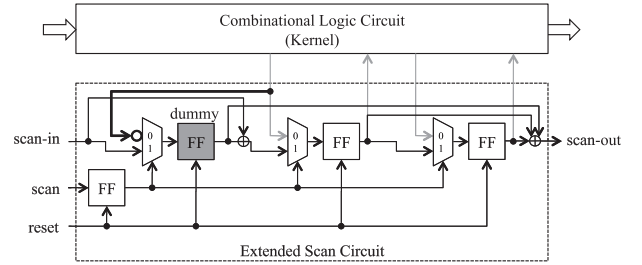 Combinational Logic Circuit
(Kernel)
dummy
scan-in
0
1
FF
0
1
FF
0
1
FF
scan-out
scan
FF
reset
Extended Scan Circuit